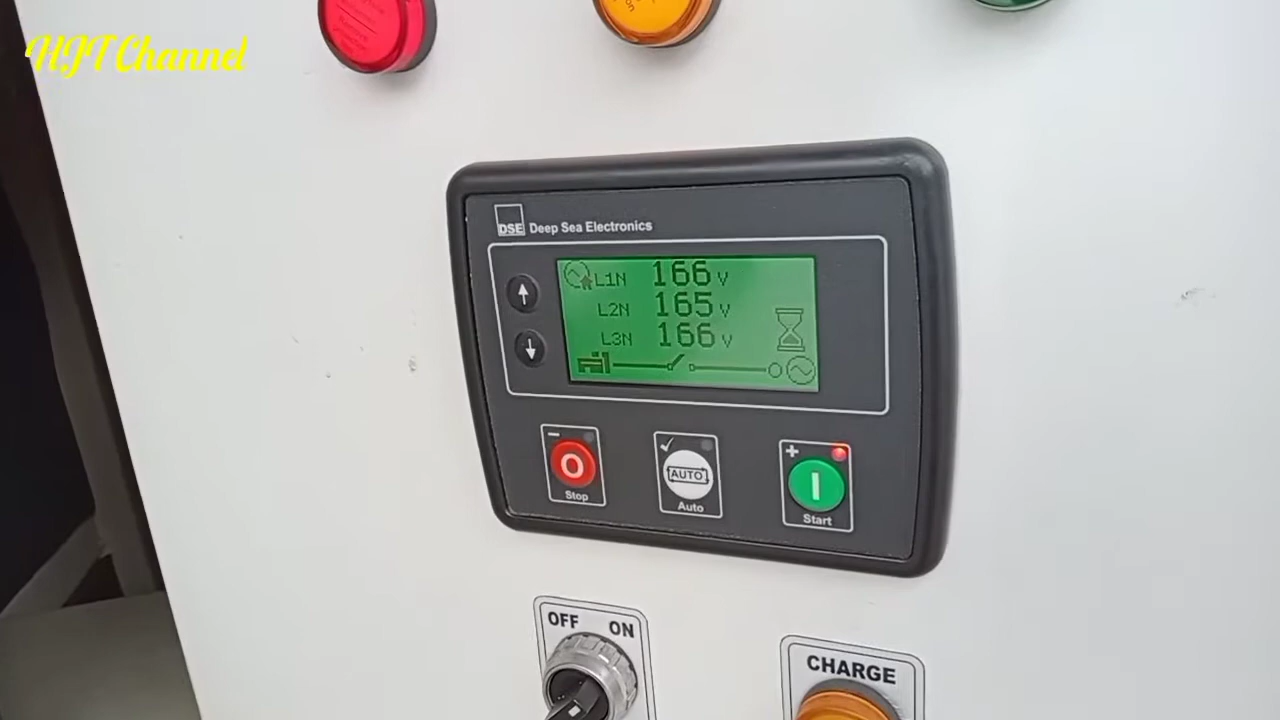 HJT Channel
DSE Deep Sea Electronics
L1N 166 V
L2N 165 V
L3N 166 V
Stop
AUTO
Auto
Start
OFF ON
CHARGE